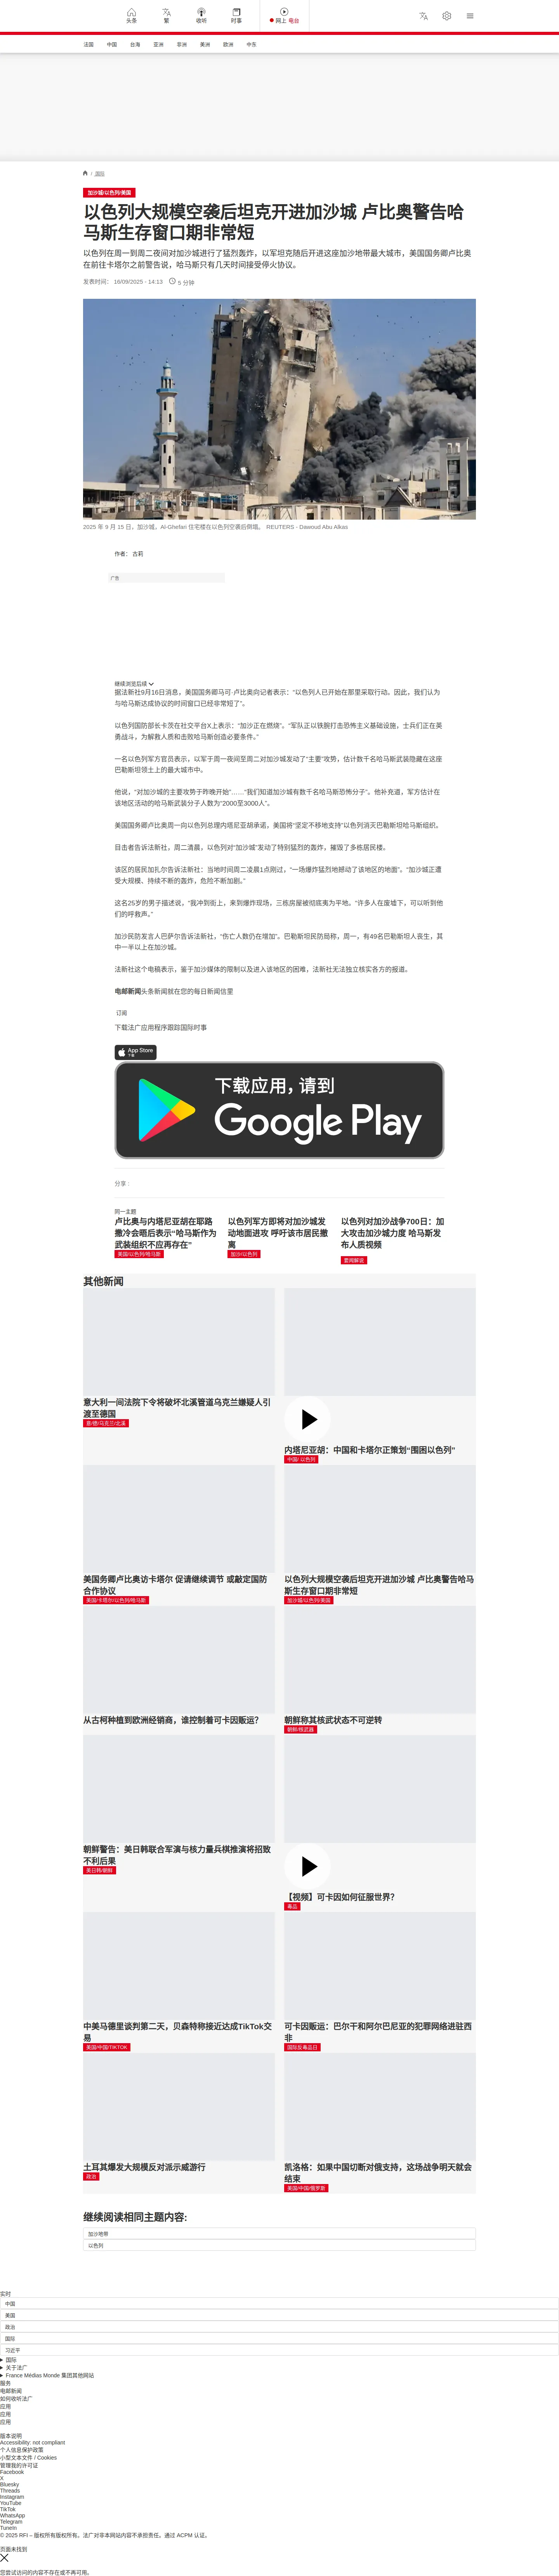 头条
繁
收听
时事
网上 电台
法国
中国
台海
亚洲
非洲
美洲
欧洲
中东
/ 国际
加沙城/以色列/美国
以色列大规模空袭后坦克开进加沙城 卢比奥警告哈
马斯生存窗口期非常短
以色列在周一到周二夜间对加沙城进行了猛烈轰炸，以军坦克随后开进这座加沙地带最大城市，美国国务卿卢比奥
在前往卡塔尔之前警告说，哈马斯只有几天时间接受停火协议。
发表时间： 16/09/2025 - 14:13 5 分钟
2025 年 9 月 15 日，加沙城，Al-Ghefari 住宅楼在以色列空袭后倒塌。 REUTERS - Dawoud Abu Alkas
作者： 古莉
广告
继续浏览后续
据法新社9月16日消息，美国国务卿马可·卢比奥向记者表示：“以色列人已开始在那里采取行动。因此，我们认为
与哈马斯达成协议的时间窗口已经非常短了”。
以色列国防部长卡茨在社交平台X上表示：“加沙正在燃烧”。“军队正以铁腕打击恐怖主义基础设施，士兵们正在英
勇战斗，为解救人质和击败哈马斯创造必要条件。”
一名以色列军方官员表示，以军于周一夜间至周二对加沙城发动了“主要”攻势，估计数千名哈马斯武装隐藏在这座
巴勒斯坦领土上的最大城市中。
他说，“对加沙城的主要攻势于昨晚开始”……“我们知道加沙城有数千名哈马斯恐怖分子”。他补充道，军方估计在
该地区活动的哈马斯武装分子人数为“2000至3000人”。
美国国务卿卢比奥周一向以色列总理内塔尼亚胡承诺，美国将“坚定不移地支持”以色列消灭巴勒斯坦哈马斯组织。
目击者告诉法新社，周二清晨，以色列对“加沙城”发动了特别猛烈的轰炸，摧毁了多栋居民楼。
该区的居民加扎尔告诉法新社：当地时间周二凌晨1点刚过，“一场爆炸猛烈地撼动了该地区的地面”。“加沙城正遭
受大规模、持续不断的轰炸，危险不断加剧。”
这名25岁的男子描述说，“我冲到街上，来到爆炸现场，三栋房屋被彻底夷为平地。“许多人在废墟下，可以听到他
们的呼救声。”
加沙民防发言人巴萨尔告诉法新社，“伤亡人数仍在增加”。巴勒斯坦民防局称，周一，有49名巴勒斯坦人丧生，其
中一半以上在加沙城。
法新社这个电稿表示，鉴于加沙媒体的限制以及进入该地区的困难，法新社无法独立核实各方的报道。
电邮新闻头条新闻就在您的每日新闻信里
订阅
下载法广应用程序跟踪国际时事
App Store
下载
下载应用，请到
Google Play
分享 :
同一主题
卢比奥与内塔尼亚胡在耶路
撒冷会晤后表示“哈马斯作为
武装组织不应再存在”
美国/以色列/哈马斯
以色列军方即将对加沙城发
动地面进攻 呼吁该市居民撤
离
加沙/以色列
以色列对加沙战争700日：加
大攻击加沙城力度 哈马斯发
布人质视频
要闻解说
其他新闻
意大利一间法院下令将破坏北溪管道乌克兰嫌疑人引
渡至德国
意/德/乌克兰/北溪
内塔尼亚胡：中国和卡塔尔正策划“围困以色列”
中国/ 以色列
美国务卿卢比奥访卡塔尔 促请继续调节 或敲定国防
合作协议
美国/卡塔尔/以色列/哈马斯
以色列大规模空袭后坦克开进加沙城 卢比奥警告哈马
斯生存窗口期非常短
加沙城/以色列/美国
从古柯种植到欧洲经销商，谁控制着可卡因贩运？
朝鲜称其核武状态不可逆转
朝鲜/核武器
朝鲜警告：美日韩联合军演与核力量兵棋推演将招致
不利后果
美日韩/朝鲜
【视频】可卡因如何征服世界？
毒品
中美马德里谈判第二天，贝森特称接近达成TikTok交
易
美国/中国/TIKTOK
可卡因贩运：巴尔干和阿尔巴尼亚的犯罪网络进驻西
非
国际反毒品日
土耳其爆发大规模反对派示威游行
政治
凯洛格：如果中国切断对俄支持，这场战争明天就会
结束
美国/中国/俄罗斯
继续阅读相同主题内容:
加沙地带
以色列
实时
中国
美国
政治
国际
习近平
国际
关于法广
France Médias Monde 集团其他网站
服务
电邮新闻
如何收听法广
应用
应用
应用
版本说明
Accessibility: not compliant
个人信息保护政策
小型文本文件 / Cookies
管理我的许可证
Facebook
X
Bluesky
Threads
Instagram
YouTube
TikTok
WhatsApp
Telegram
TuneIn
© 2025 RFI – 版权所有版权所有。法广对非本网站内容不承担责任。通过 ACPM 认证。
页面未找到
您尝试访问的内容不存在或不再可用。